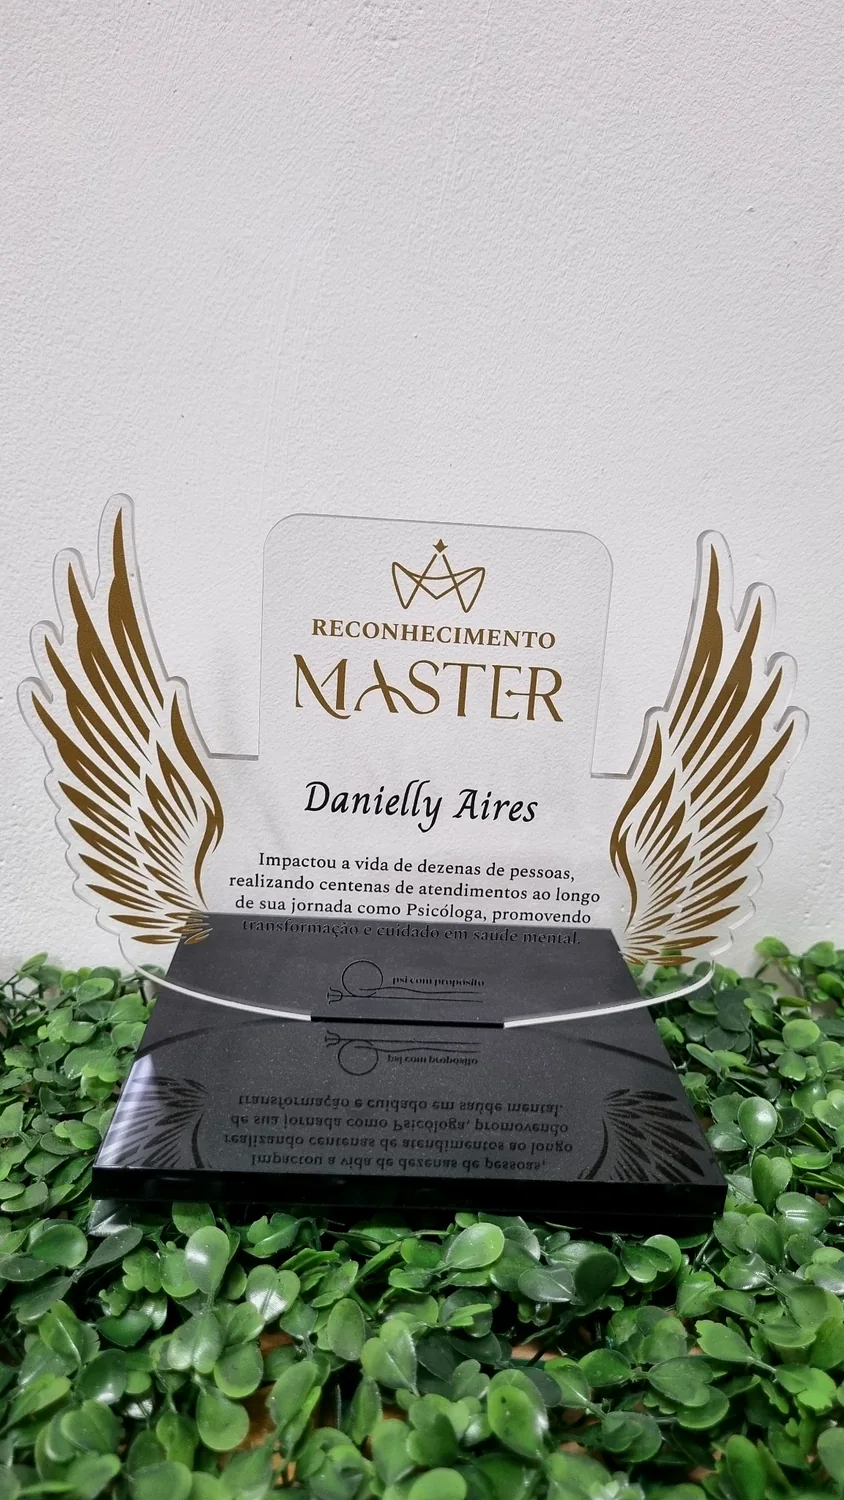 RECONHECIMENTO
MASTER
Danielly Aires
Impactou a vida de dezenas de pessoas,
realizando centenas de atendimentos ao longo
de sua jornada como Psicóloga, promovendo
transformação e cuidado em saúde mental.
psi com propósito